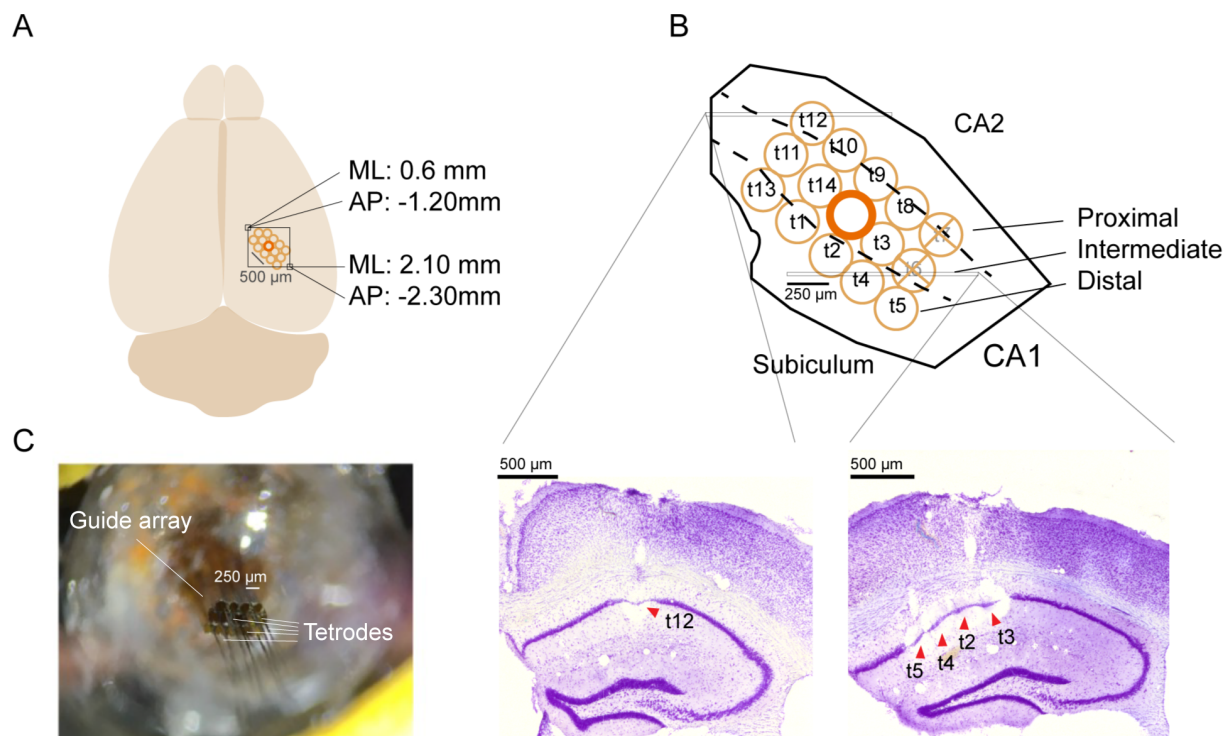 A
ML: 0.6 mm
AP: -1.20mm
ML: 2.10 mm
AP: -2.30mm
500 µm
B
CA2
t12
t10
t11
t9
t14
t13
t8
t1
t7
t3
t2
t6
t4
t5
Proximal
Intermediate
Distal
250 µm
Subiculum
CA1
C
Guide array
250 µm
Tetrodes
500 µm
t12
500 µm
t2
t3
t4
t5